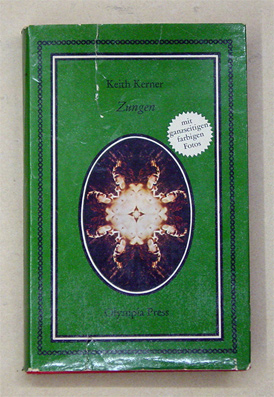 Keith Kerner
Zungen
mit
ganzseitigen
farbigen
Fotos
Olympia Press